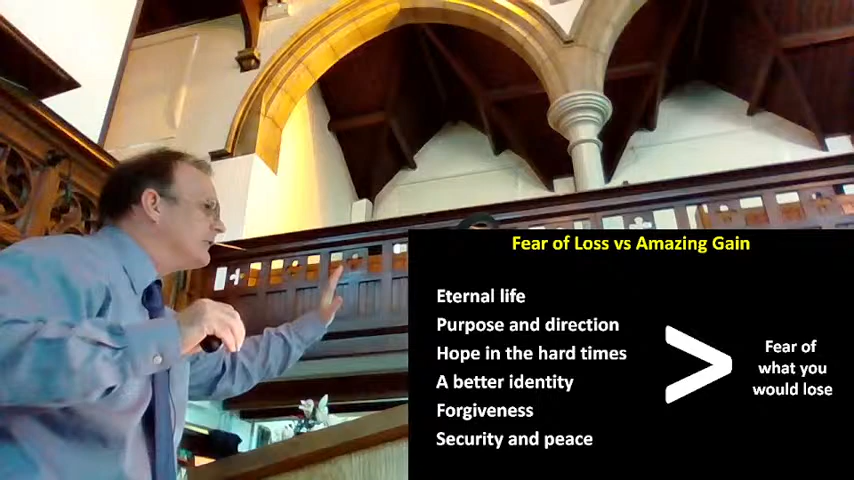 Fear of Loss vs Amazing Gain
Eternal life
Purpose and direction
Hope in the hard times
A better identity
Forgiveness
Security and peace
>
Fear of
what you
would lose